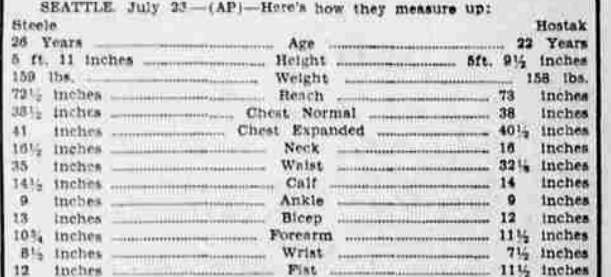 SEATTLE, July 23—(AP)—Here's how they measure up:
Steele Hostak
26 Years Age 22 Years
5 ft. 11 inches Height 5ft. 9½ inches
159 lbs. Weight 158 lbs.
72½ inches Reach 73 inches
38½ inches Chest Normal 38 inches
41 inches Chest Expanded 40½ inches
16½ inches Neck 16 inches
35 inches Waist 32⅛ inches
14½ inches Calf 14 inches
9 inches Ankle 9 inches
13 inches Bicep 12 inches
10¾ inches Forearm 11½ inches
8½ inches Wrist 7½ inches
12 inches Fist 11½ inches